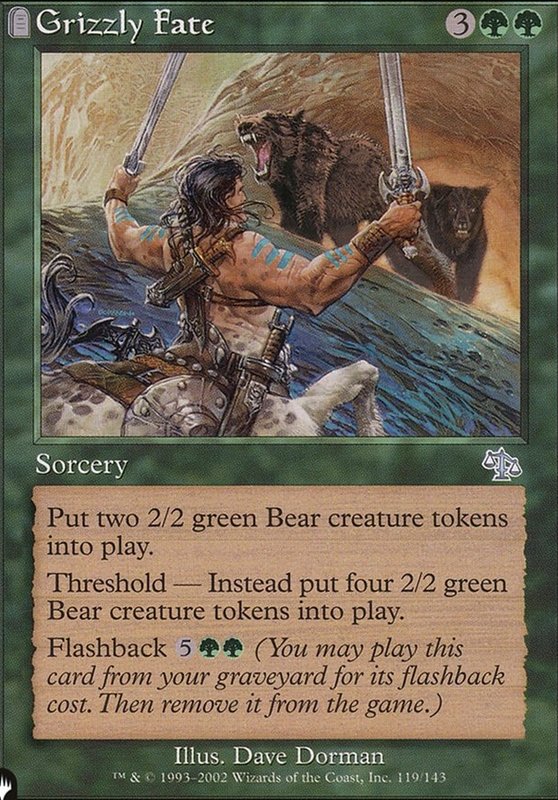 Grizzly Fate 3
Sorcery
Put two 2/2 green Bear creature tokens
into play.
Threshold — Instead put four 2/2 green
Bear creature tokens into play.
Flashback 5 (You may play this
card from your graveyard for its flashback
cost. Then remove it from the game.)
Illus. Dave Dorman
™ & © 1993–2002 Wizards of the Coast, Inc. 119/143